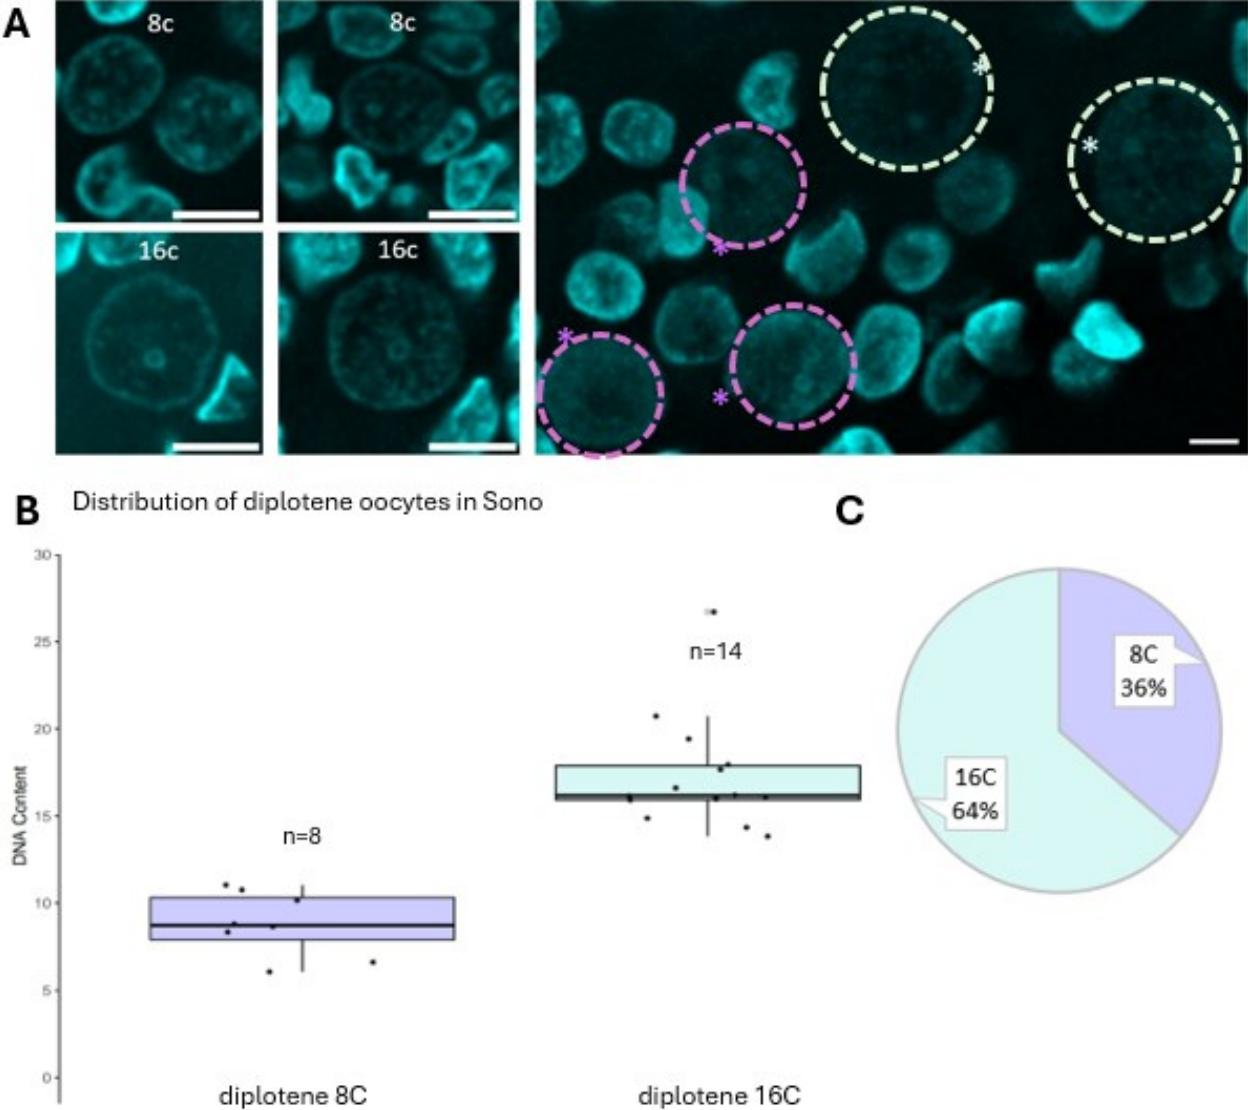 A
8c
8c
16c
16c
*
*
*
*
*
B
Distribution of diplotene oocytes in Sono
C
30
25
20
15
10
5
0
DNA Content
n=8
n=14
diplotene 8C
diplotene 16C
8C
36%
16C
64%